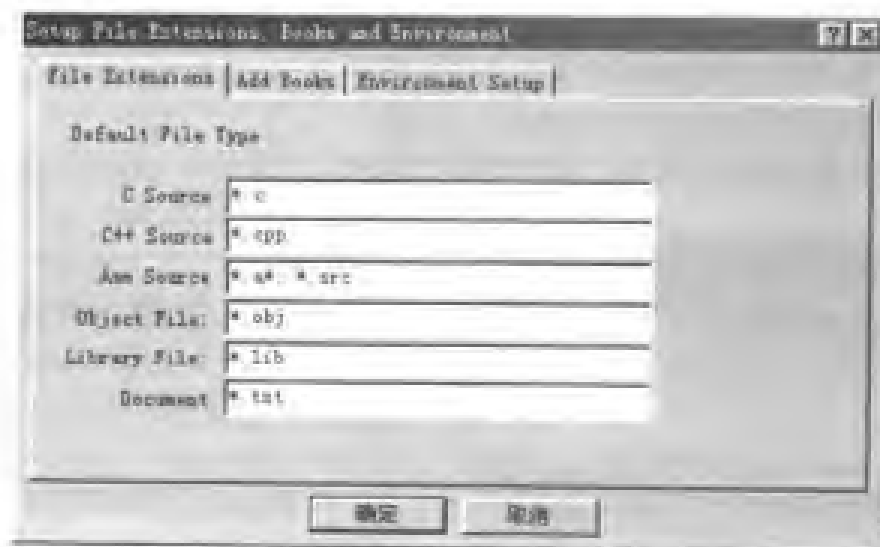 Setup File Extensions, Books and Environment
File Extensions Add Books Environment Setup
Default File Type
C Source *.c
C++ Source *.cpp
Asm Source *.a*; *.src
Object File: *.obj
Library File: *.lib
Document *.txt
确定 取消